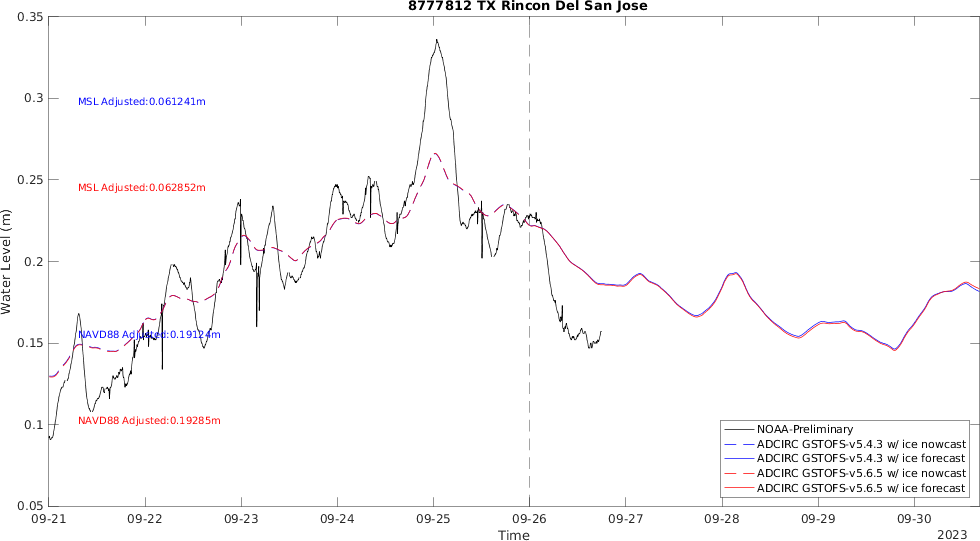 8777812 TX Rincon Del San Jose
Water Level (m)
0.35
0.3
0.25
0.2
0.15
0.1
0.05
MSL Adjusted:0.061241m
MSL Adjusted:0.062852m
NAVD88 Adjusted:0.19124m
NAVD88 Adjusted:0.19285m
NOAA-Preliminary
ADCIRC GSTOFS-v5.4.3 w/ ice nowcast
ADCIRC GSTOFS-v5.4.3 w/ ice forecast
ADCIRC GSTOFS-v5.6.5 w/ ice nowcast
ADCIRC GSTOFS-v5.6.5 w/ ice forecast
09-21 09-22 09-23 09-24 09-25 09-26 09-27 09-28 09-29 09-30
Time
2023